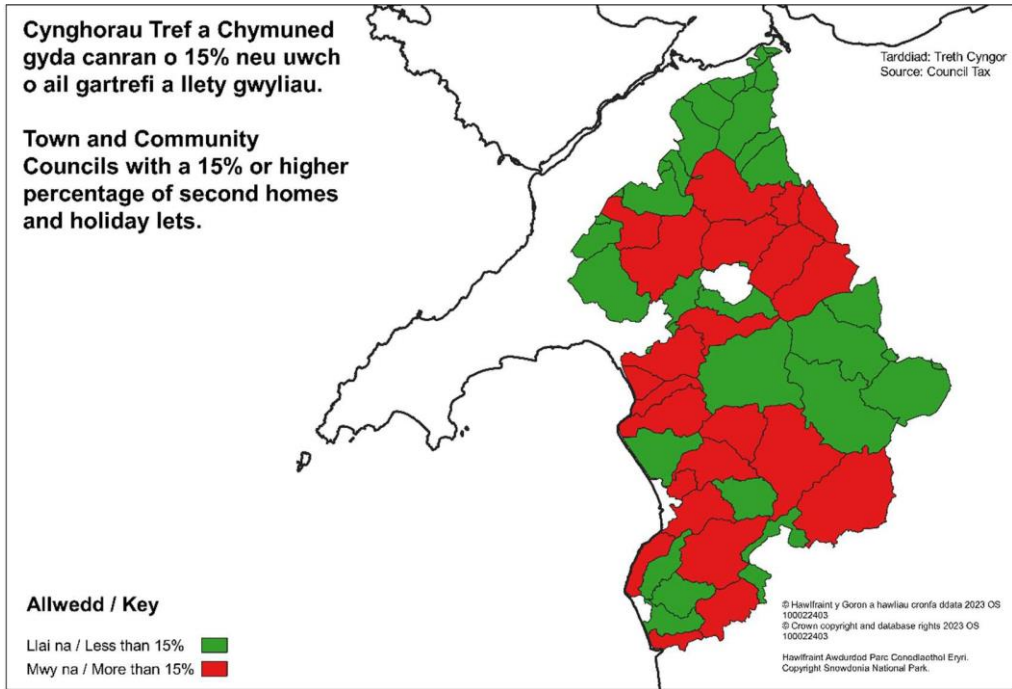 Cynghorau Tref a Chymuned
gyda canran o 15% neu uwch
o ail gartrefi a llety gwyliau.
Town and Community
Councils with a 15% or higher
percentage of second homes
and holiday lets.
Tarddiad: Treth Cyngor
Source: Council Tax
Allwedd / Key
Llai na / Less than 15%
Mwy na / More than 15%
© Hawlfraint y Goron a hawliau cronfa ddata 2023 OS
100022403
© Crown copyright and database rights 2023 OS
100022403
Hawlfraint Awdurdod Parc Cenedlaethol Eryri.
Copyright Snowdonia National Park.